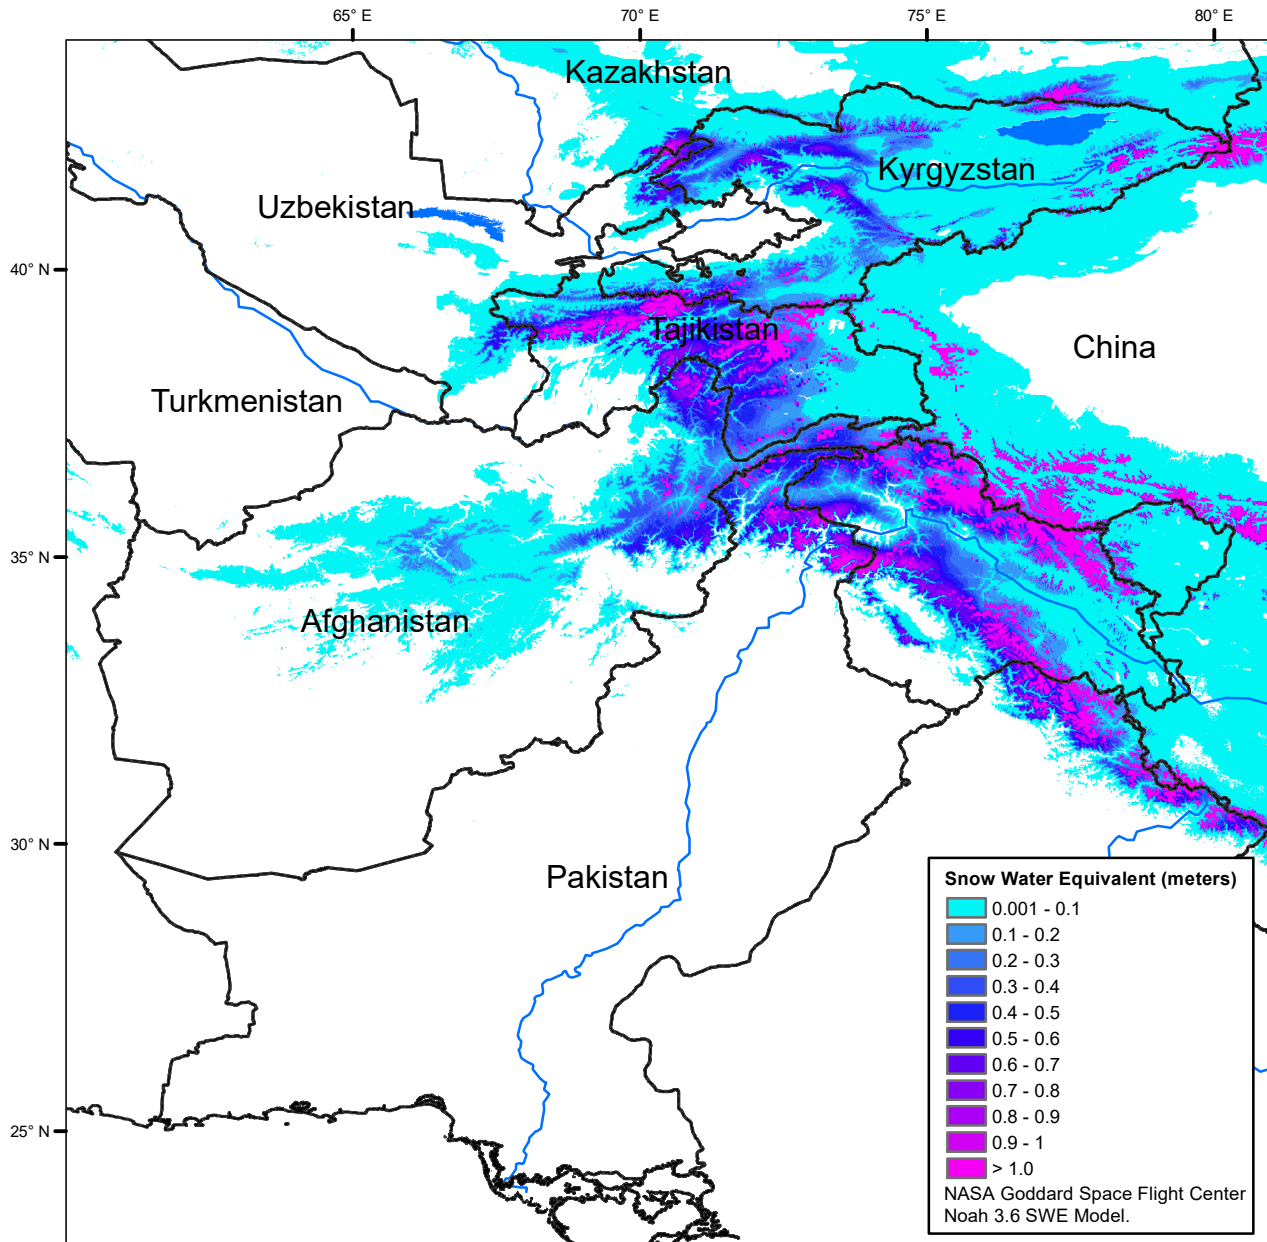 65° E
70° E
75° E
80° E
Kazakhstan
Kyrgyzstan
Uzbekistan
40° N
Tajikistan
China
Turkmenistan
35° N
Afghanistan
30° N
Pakistan
25° N
Snow Water Equivalent (meters)
0.001 - 0.1
0.1 - 0.2
0.2 - 0.3
0.3 - 0.4
0.4 - 0.5
0.5 - 0.6
0.6 - 0.7
0.7 - 0.8
0.8 - 0.9
0.9 - 1
> 1.0
NASA Goddard Space Flight Center
Noah 3.6 SWE Model.